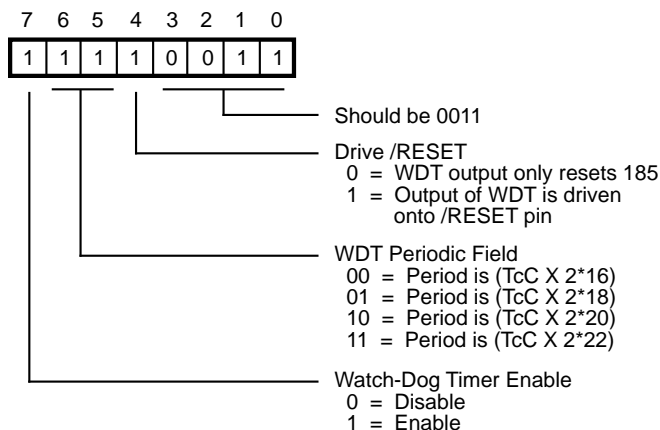 7 6 5 4 3 2 1 0
1 1 1 1 0 0 1 1
Should be 0011
Drive /RESET
0 = WDT output only resets 185
1 = Output of WDT is driven
onto /RESET pin
WDT Periodic Field
00 = Period is (TcC X 2*16)
01 = Period is (TcC X 2*18)
10 = Period is (TcC X 2*20)
11 = Period is (TcC X 2*22)
Watch-Dog Timer Enable
0 = Disable
1 = Enable